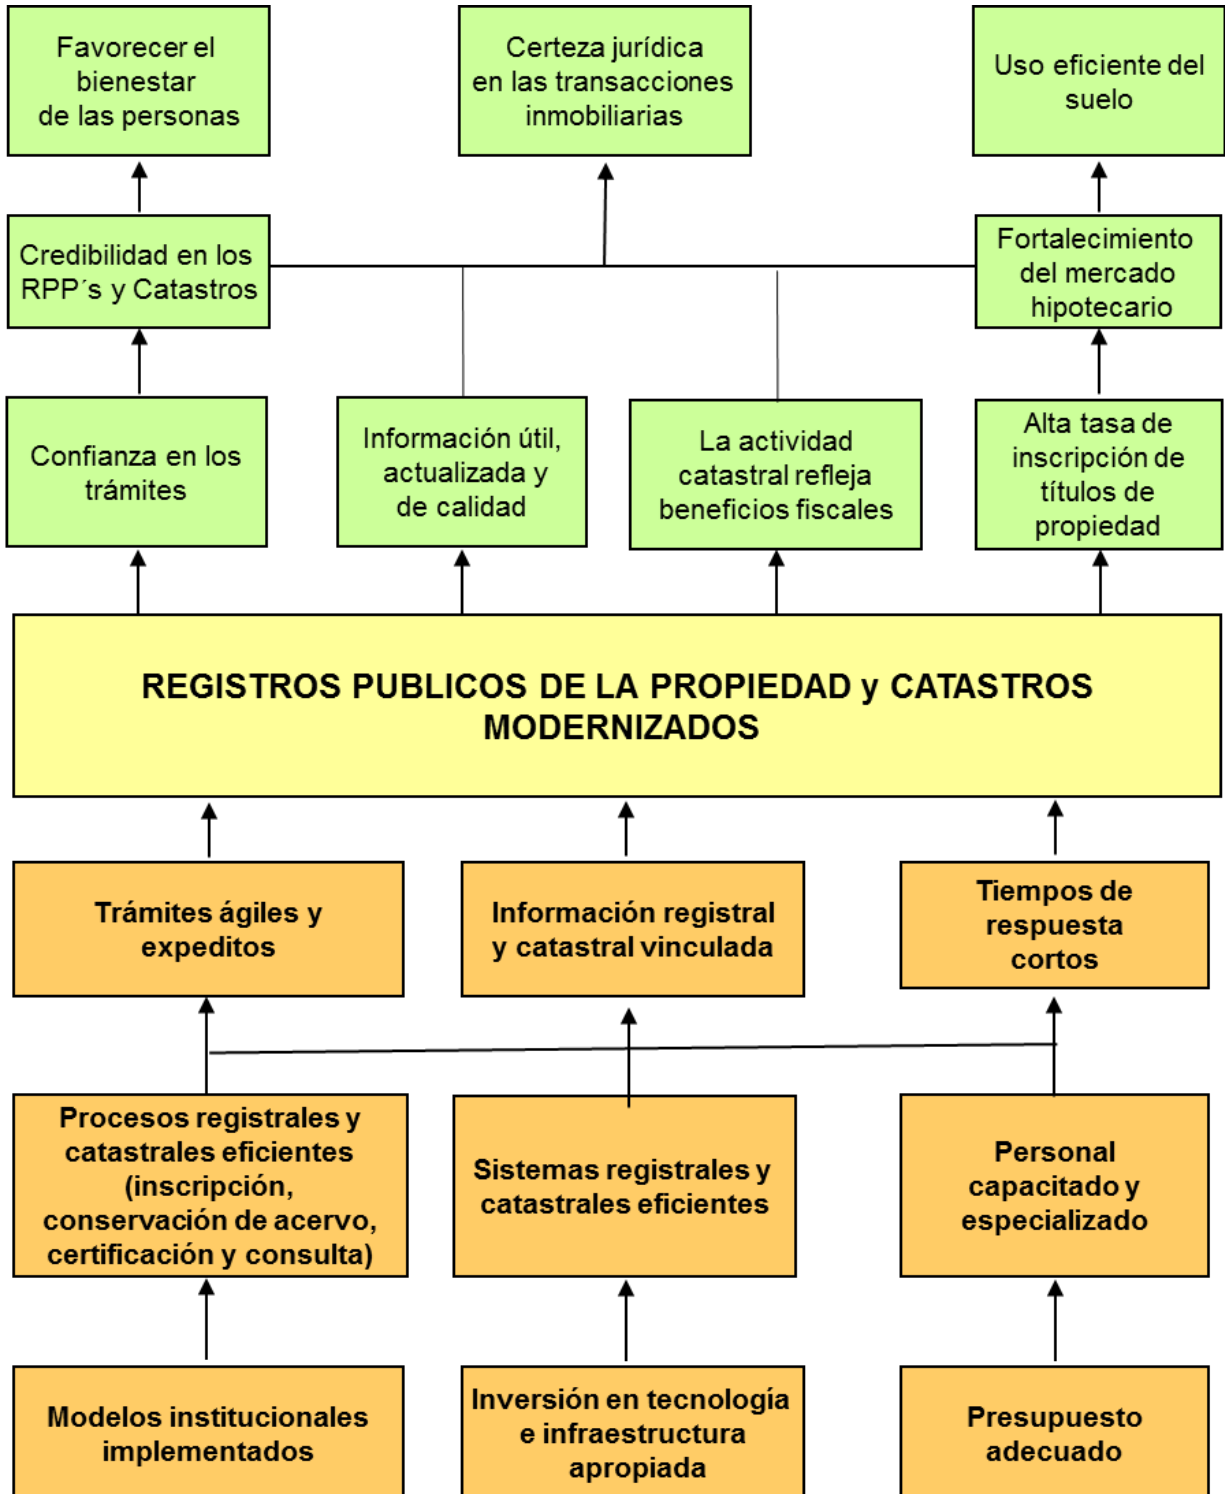 Favorecer el
bienestar
de las personas
Certeza jurídica
en las transacciones
inmobiliarias
Uso eficiente del
suelo
Credibilidad en los
RPP´s y Catastros
Fortalecimiento
del mercado
hipotecario
Confianza en los
trámites
Información útil,
actualizada y
de calidad
La actividad
catastral refleja
beneficios fiscales
Alta tasa de
inscripción de
títulos de
propiedad
REGISTROS PUBLICOS DE LA PROPIEDAD y CATASTROS
MODERNIZADOS
Trámites ágiles y
expeditos
Información registral
y catastral vinculada
Tiempos de
respuesta
cortos
Procesos registrales y
catastrales eficientes
(inscripción,
conservación de acervo,
certificación y consulta)
Sistemas registrales y
catastrales eficientes
Personal
capacitado y
especializado
Modelos institucionales
implementados
Inversión en tecnología
e infraestructura
apropiada
Presupuesto
adecuado